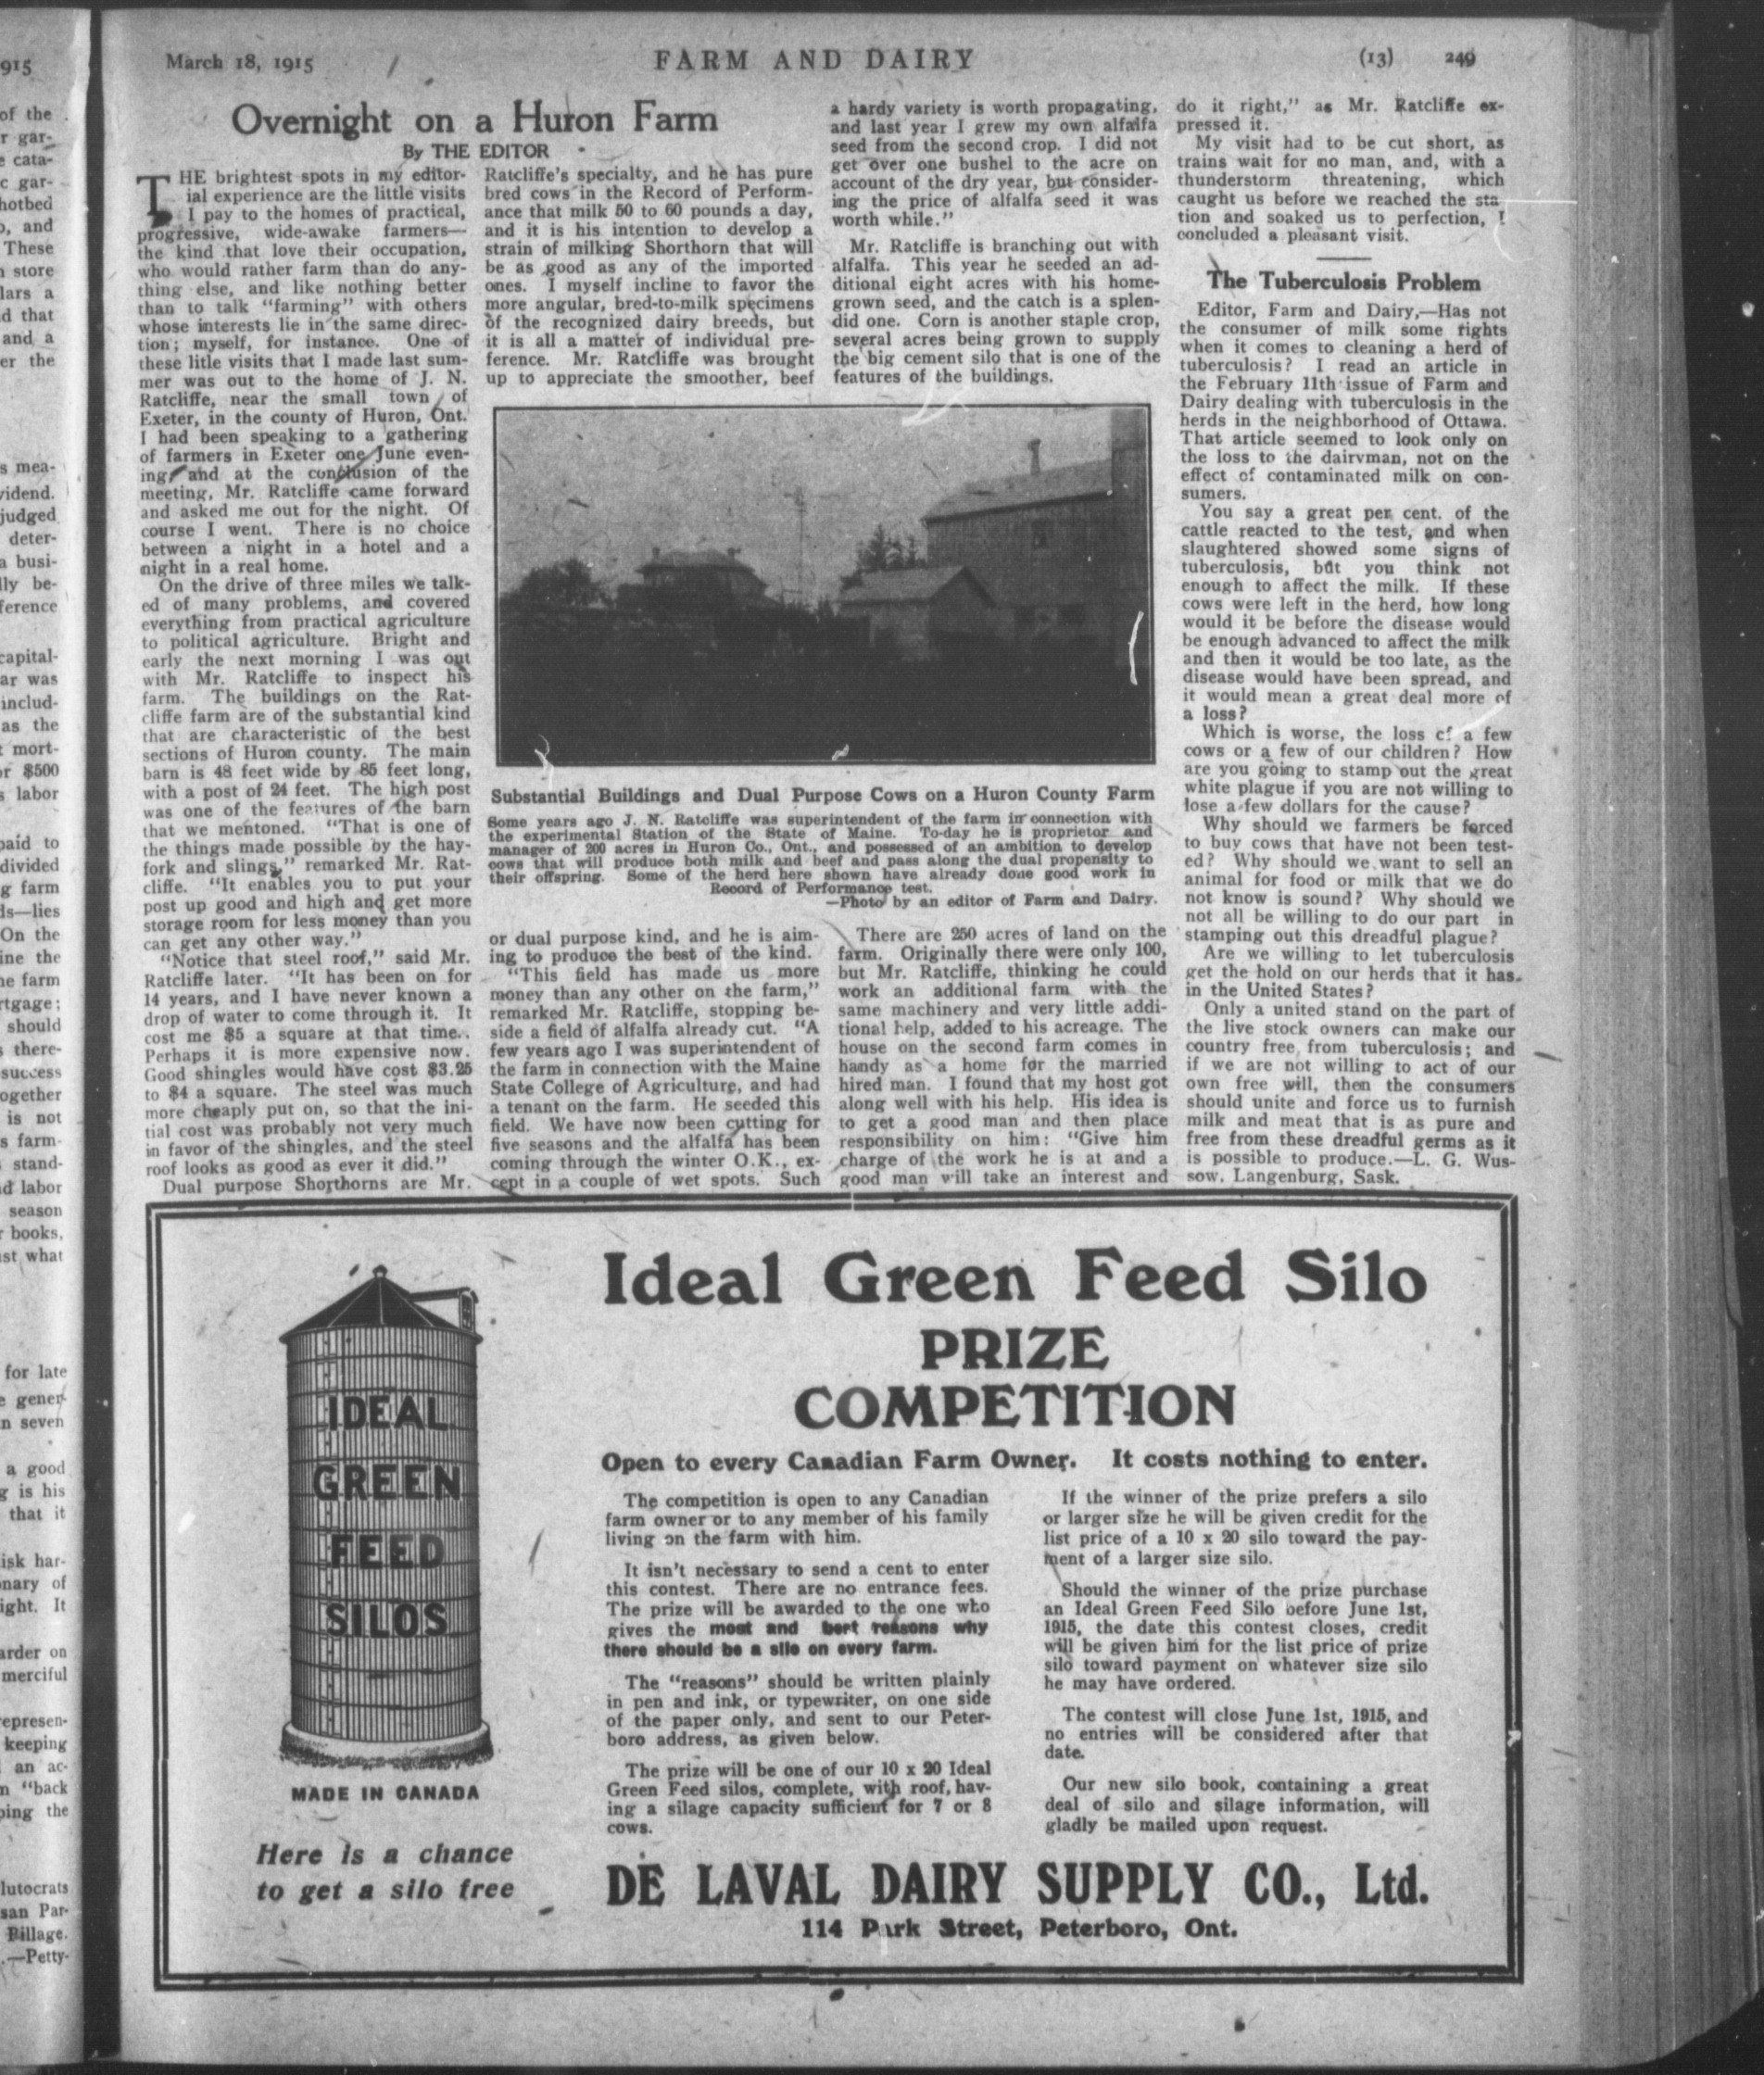 March 18, 1915
FARM AND DAIRY
(13) 249
Overnight on a Huron Farm
By THE EDITOR
THE brightest spots in my editor-
ial experience are the little visits
I pay to the homes of practical,
progressive, wide-awake farmers—
the kind that love their occupation,
who would rather farm than do any-
thing else, and like nothing better
than to talk "farming" with others
whose interests lie in the same direc-
tion; myself, for instance. One of
these litle visits that I made last sum-
mer was out to the home of J. N.
Ratcliffe, near the small town of
Exeter, in the county of Huron, Ont.
I had been speaking to a gathering
of farmers in Exeter one June even-
ing, and at the conclusion of the
meeting, Mr. Ratcliffe came forward
and asked me out for the night. Of
course I went. There is no choice
between a night in a hotel and a
night in a real home.
On the drive of three miles we talk-
ed of many problems, and covered
everything from practical agriculture
to political agriculture. Bright and
early the next morning I was out
with Mr. Ratcliffe to inspect his
farm. The buildings on the Rat-
cliffe farm are of the substantial kind
that are characteristic of the best
sections of Huron county. The main
barn is 48 feet wide by 85 feet long,
with a post of 24 feet. The high post
was one of the features of the barn
that we mentoned. "That is one of
the things made possible by the hay-
fork and slings," remarked Mr. Rat-
cliffe. "It enables you to put your
post up good and high and get more
storage room for less money than you
can get any other way."
"Notice that steel roof," said Mr.
Ratcliffe later. "It has been on for
14 years, and I have never known a
drop of water to come through it. It
cost me $5 a square at that time.
Perhaps it is more expensive now.
Good shingles would have cost $3.25
to $4 a square. The steel was much
more cheaply put on, so that the ini-
tial cost was probably not very much
in favor of the shingles, and the steel
roof looks as good as ever it did."
Dual purpose Shorthorns are Mr.
Ratcliffe's specialty, and he has pure
bred cows in the Record of Perform-
ance that milk 50 to 60 pounds a day,
and it is his intention to develop a
strain of milking Shorthorn that will
be as good as any of the imported
ones. I myself incline to favor the
more angular, bred-to-milk specimens
of the recognized dairy breeds, but
it is all a matter of individual pre-
ference. Mr. Ratcliffe was brought
up to appreciate the smoother, beef
a hardy variety is worth propagating,
and last year I grew my own alfalfa
seed from the second crop. I did not
get over one bushel to the acre on
account of the dry year, but consider-
ing the price of alfalfa seed it was
worth while."
Mr. Ratcliffe is branching out with
alfalfa. This year he seeded an ad-
ditional eight acres with his home-
grown seed, and the catch is a splen-
did one. Corn is another staple crop,
several acres being grown to supply
the big cement silo that is one of the
features of the buildings.
Substantial Buildings and Dual Purpose Cows on a Huron County Farm
Some years ago J. N. Ratcliffe was superintendent of the farm in connection with
the experimental Station of the State of Maine. To-day he is proprietor and
manager of 200 acres in Huron Co., Ont., and possessed of an ambition to develop
cows that will produce both milk and beef and pass along the dual propensity to
their offspring. Some of the herd here shown have already done good work in
Record of Performance test.
—Photo by an editor of Farm and Dairy.
or dual purpose kind, and he is aim-
ing to produce the best of the kind.
"This field has made us more
money than any other on the farm,"
remarked Mr. Ratcliffe, stopping be-
side a field of alfalfa already cut. "A
few years ago I was superintendent of
the farm in connection with the Maine
State College of Agriculture, and had
a tenant on the farm. He seeded this
field. We have now been cutting for
five seasons and the alfalfa has been
coming through the winter O.K., ex-
cept in a couple of wet spots. Such
There are 250 acres of land on the
farm. Originally there were only 100,
but Mr. Ratcliffe, thinking he could
work an additional farm with the
same machinery and very little addi-
tional help, added to his acreage. The
house on the second farm comes in
handy as a home for the married
hired man. I found that my host got
along well with his help. His idea is
to get a good man and then place
responsibility on him: "Give him
charge of the work he is at and a
good man will take an interest and
do it right," as Mr. Ratcliffe ex-
pressed it.
My visit had to be cut short, as
trains wait for no man, and, with a
thunderstorm threatening, which
caught us before we reached the sta
tion and soaked us to perfection, I
concluded a pleasant visit.
The Tuberculosis Problem
Editor, Farm and Dairy,—Has not
the consumer of milk some rights
when it comes to cleaning a herd of
tuberculosis? I read an article in
the February 11th issue of Farm and
Dairy dealing with tuberculosis in the
herds in the neighborhood of Ottawa.
That article seemed to look only on
the loss to the dairyman, not on the
effect of contaminated milk on con-
sumers.
You say a great per cent. of the
cattle reacted to the test, and when
slaughtered showed some signs of
tuberculosis, but you think not
enough to affect the milk. If these
cows were left in the herd, how long
would it be before the disease would
be enough advanced to affect the milk
and then it would be too late, as the
disease would have been spread, and
it would mean a great deal more of
a loss?
Which is worse, the loss of a few
cows or a few of our children? How
are you going to stamp out the great
white plague if you are not willing to
lose a few dollars for the cause?
Why should we farmers be forced
to buy cows that have not been test-
ed? Why should we want to sell an
animal for food or milk that we do
not know is sound? Why should we
not all be willing to do our part in
stamping out this dreadful plague?
Are we willing to let tuberculosis
get the hold on our herds that it has
in the United States?
Only a united stand on the part of
the live stock owners can make our
country free from tuberculosis; and
if we are not willing to act of our
own free will, then the consumers
should unite and force us to furnish
milk and meat that is as pure and
free from these dreadful germs as it
is possible to produce.—L. G. Wus-
sow, Langenburg, Sask.
IDEAL
GREEN
FEED
SILOS
MADE IN CANADA
Here is a chance
to get a silo free
Ideal Green Feed Silo
PRIZE
COMPETITION
Open to every Canadian Farm Owner. It costs nothing to enter.
The competition is open to any Canadian
farm owner or to any member of his family
living on the farm with him.
It isn't necessary to send a cent to enter
this contest. There are no entrance fees.
The prize will be awarded to the one who
gives the most and best reasons why
there should be a silo on every farm.
The "reasons" should be written plainly
in pen and ink, or typewriter, on one side
of the paper only, and sent to our Peter-
boro address, as given below.
The prize will be one of our 10 x 20 Ideal
Green Feed silos, complete, with roof, hav-
ing a silage capacity sufficient for 7 or 8
cows.
If the winner of the prize prefers a silo
or larger size he will be given credit for the
list price of a 10 x 20 silo toward the pay-
ment of a larger size silo.
Should the winner of the prize purchase
an Ideal Green Feed Silo before June 1st,
1915, the date this contest closes, credit
will be given him for the list price of prize
silo toward payment on whatever size silo
he may have ordered.
The contest will close June 1st, 1915, and
no entries will be considered after that
date.
Our new silo book, containing a great
deal of silo and silage information, will
gladly be mailed upon request.
DE LAVAL DAIRY SUPPLY CO., Ltd.
114 Park Street, Peterboro, Ont.